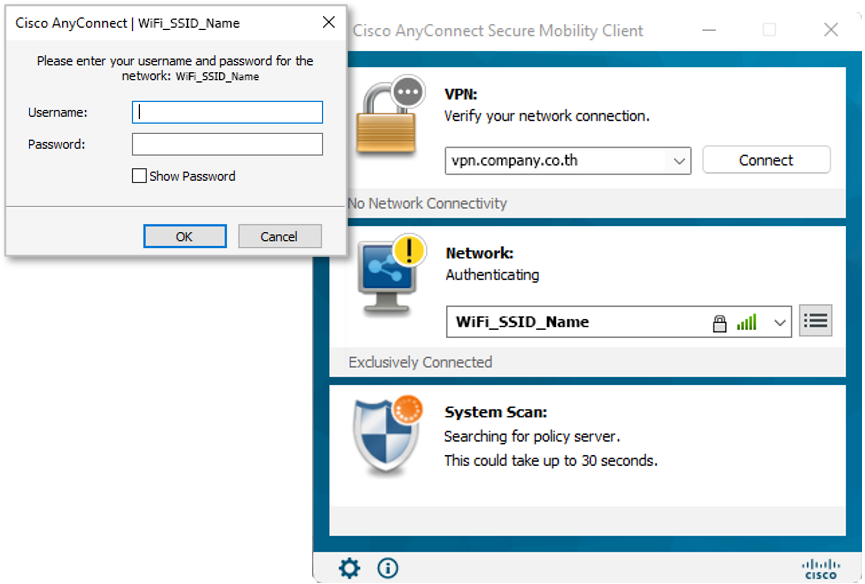 Cisco AnyConnect | WiFi_SSID_Name
Please enter your username and password for the
network: WiFi_SSID_Name
Username:
Password:
Show Password
OK
Cancel
Cisco AnyConnect Secure Mobility Client
VPN:
Verify your network connection.
vpn.company.co.th
Connect
No Network Connectivity
Network:
Authenticating
WiFi_SSID_Name
Exclusively Connected
System Scan:
Searching for policy server.
This could take up to 30 seconds.
CISCO